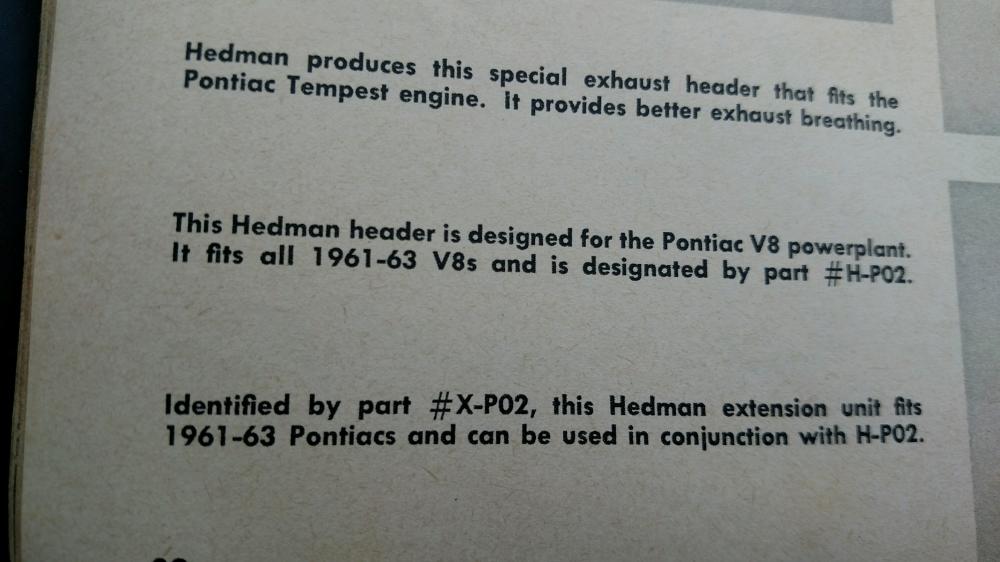 Hedman produces this special exhaust header that fits the
Pontiac Tempest engine. It provides better exhaust breathing.
This Hedman header is designed for the Pontiac V8 powerplant.
It fits all 1961-63 V8s and is designated by part #H-P02.
Identified by part #X-P02, this Hedman extension unit fits
1961-63 Pontiacs and can be used in conjunction with H-P02.